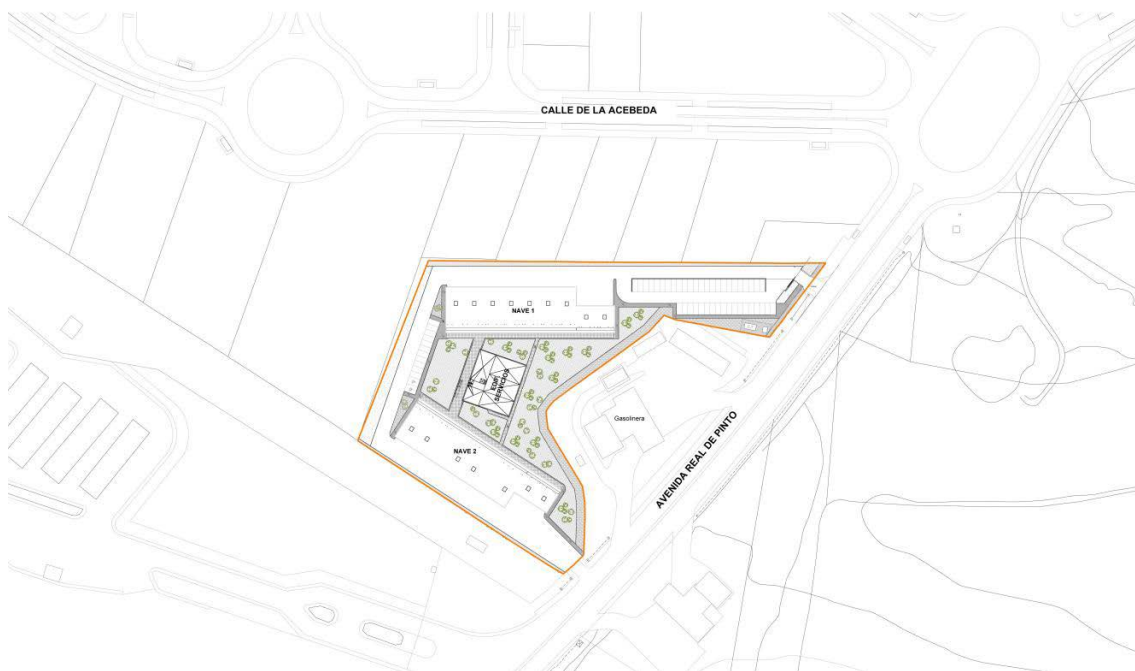 CALLE DE LA ACEBEDA
NAVE 1
EDIF.
SERVICIOS
Gasolinera
NAVE 2
AVENIDA REAL DE PINTO